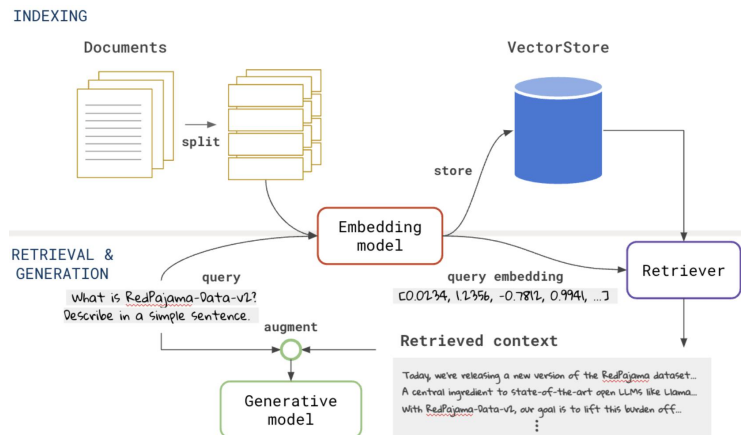 INDEXING
Documents
VectorStore
split
store
Embedding
model
RETRIEVAL &
GENERATION
query
query embedding
Retriever
What is RedPajama-Data-v2?
Describe in a simple sentence.
[0.0234, 1.2356, -0.7812, 0.9941, ...]
augment
Retrieved context
Generative
model
Today, we're releasing a new version of the RedPajama dataset...
A central ingredient to state-of-the-art open LLMs like Llama...
With RedPajama-Data-v2, our goal is to lift this burden off...